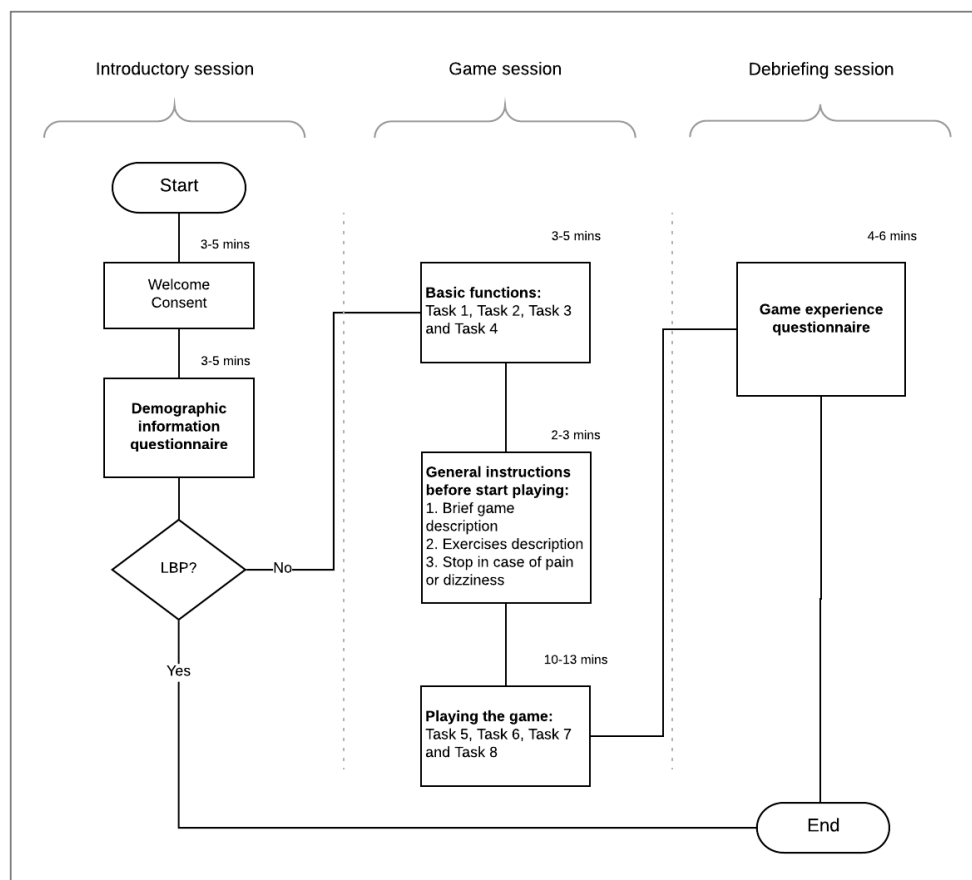 Introductory session
Game session
Debriefing session
Start
3-5 mins
Welcome
Consent
3-5 mins
Demographic
information
questionnaire
LBP?
No
Yes
3-5 mins
Basic functions:
Task 1, Task 2, Task 3
and Task 4
2-3 mins
General instructions
before start playing:
1. Brief game
description
2. Exercises description
3. Stop in case of pain
or dizziness
10-13 mins
Playing the game:
Task 5, Task 6, Task 7
and Task 8
4-6 mins
Game experience
questionnaire
End